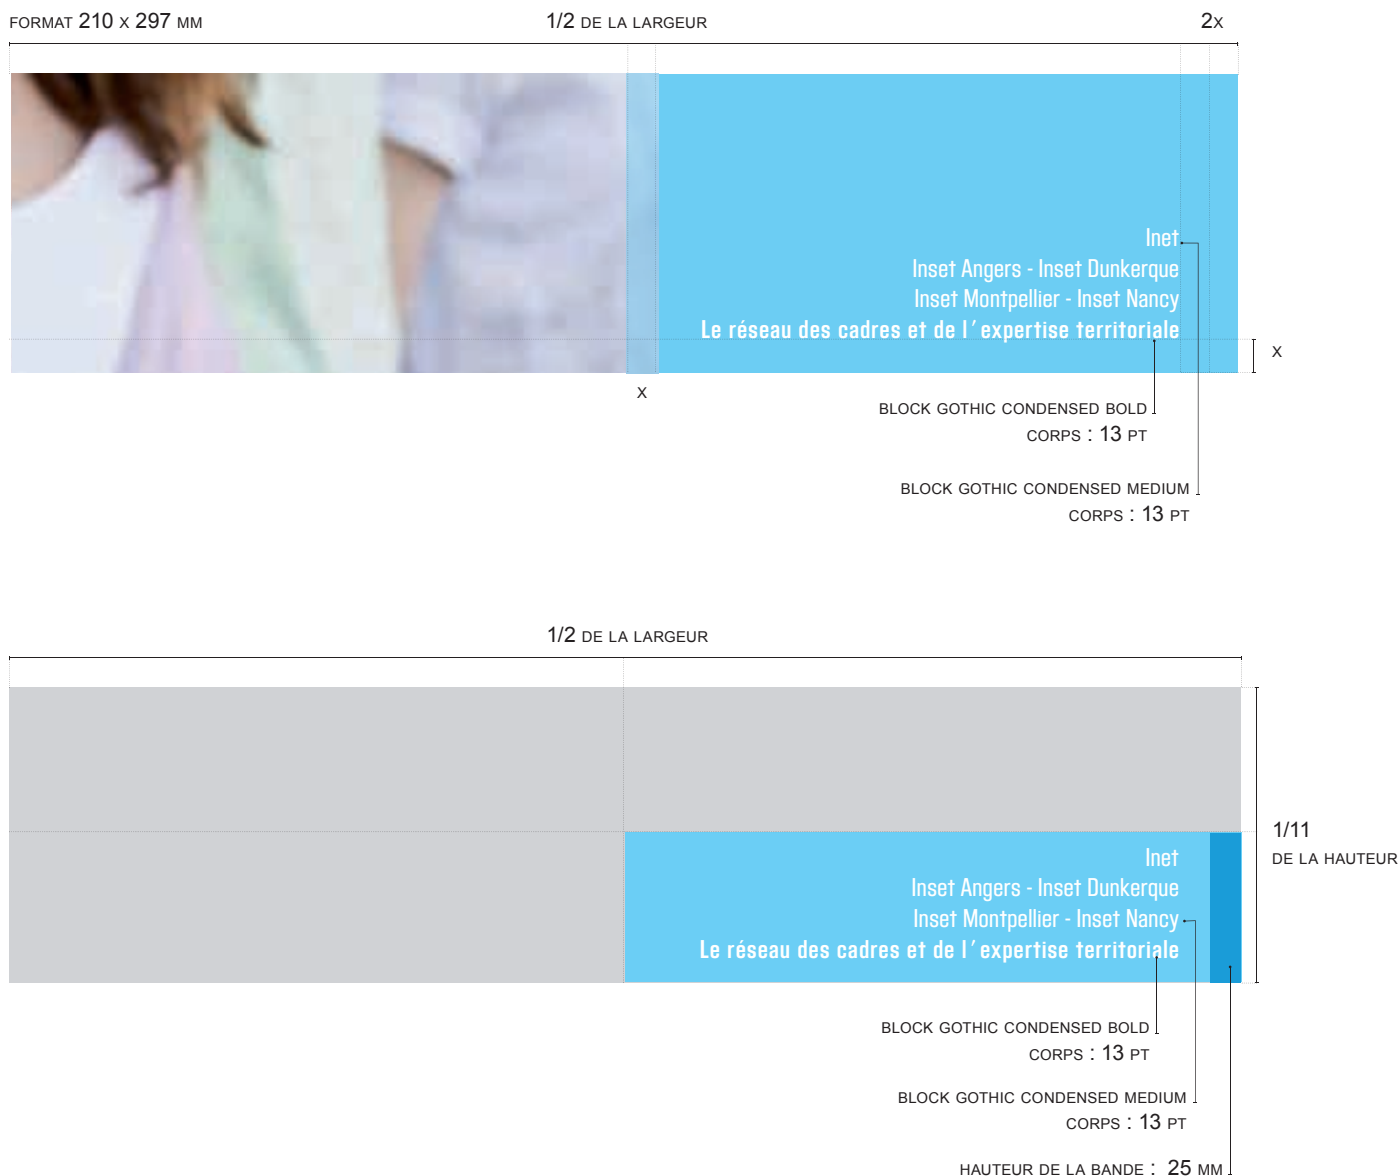 FORMAT 210 X 297 MM
1/2 DE LA LARGEUR
2X
Inet
Inset Angers - Inset Dunkerque
Inset Montpellier - Inset Nancy
Le réseau des cadres et de l'expertise territoriale
X
X
BLOCK GOTHIC CONDENSED BOLD
CORPS : 13 PT
BLOCK GOTHIC CONDENSED MEDIUM
CORPS : 13 PT
1/2 DE LA LARGEUR
1/11
DE LA HAUTEUR
Inet
Inset Angers - Inset Dunkerque
Inset Montpellier - Inset Nancy
Le réseau des cadres et de l'expertise territoriale
BLOCK GOTHIC CONDENSED BOLD
CORPS : 13 PT
BLOCK GOTHIC CONDENSED MEDIUM
CORPS : 13 PT
HAUTEUR DE LA BANDE : 25 MM